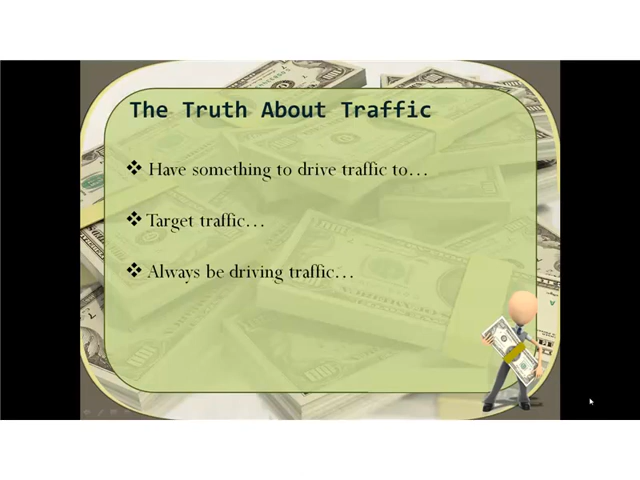 The Truth About Traffic
❖ Have something to drive traffic to…
❖ Target traffic…
❖ Always be driving traffic…